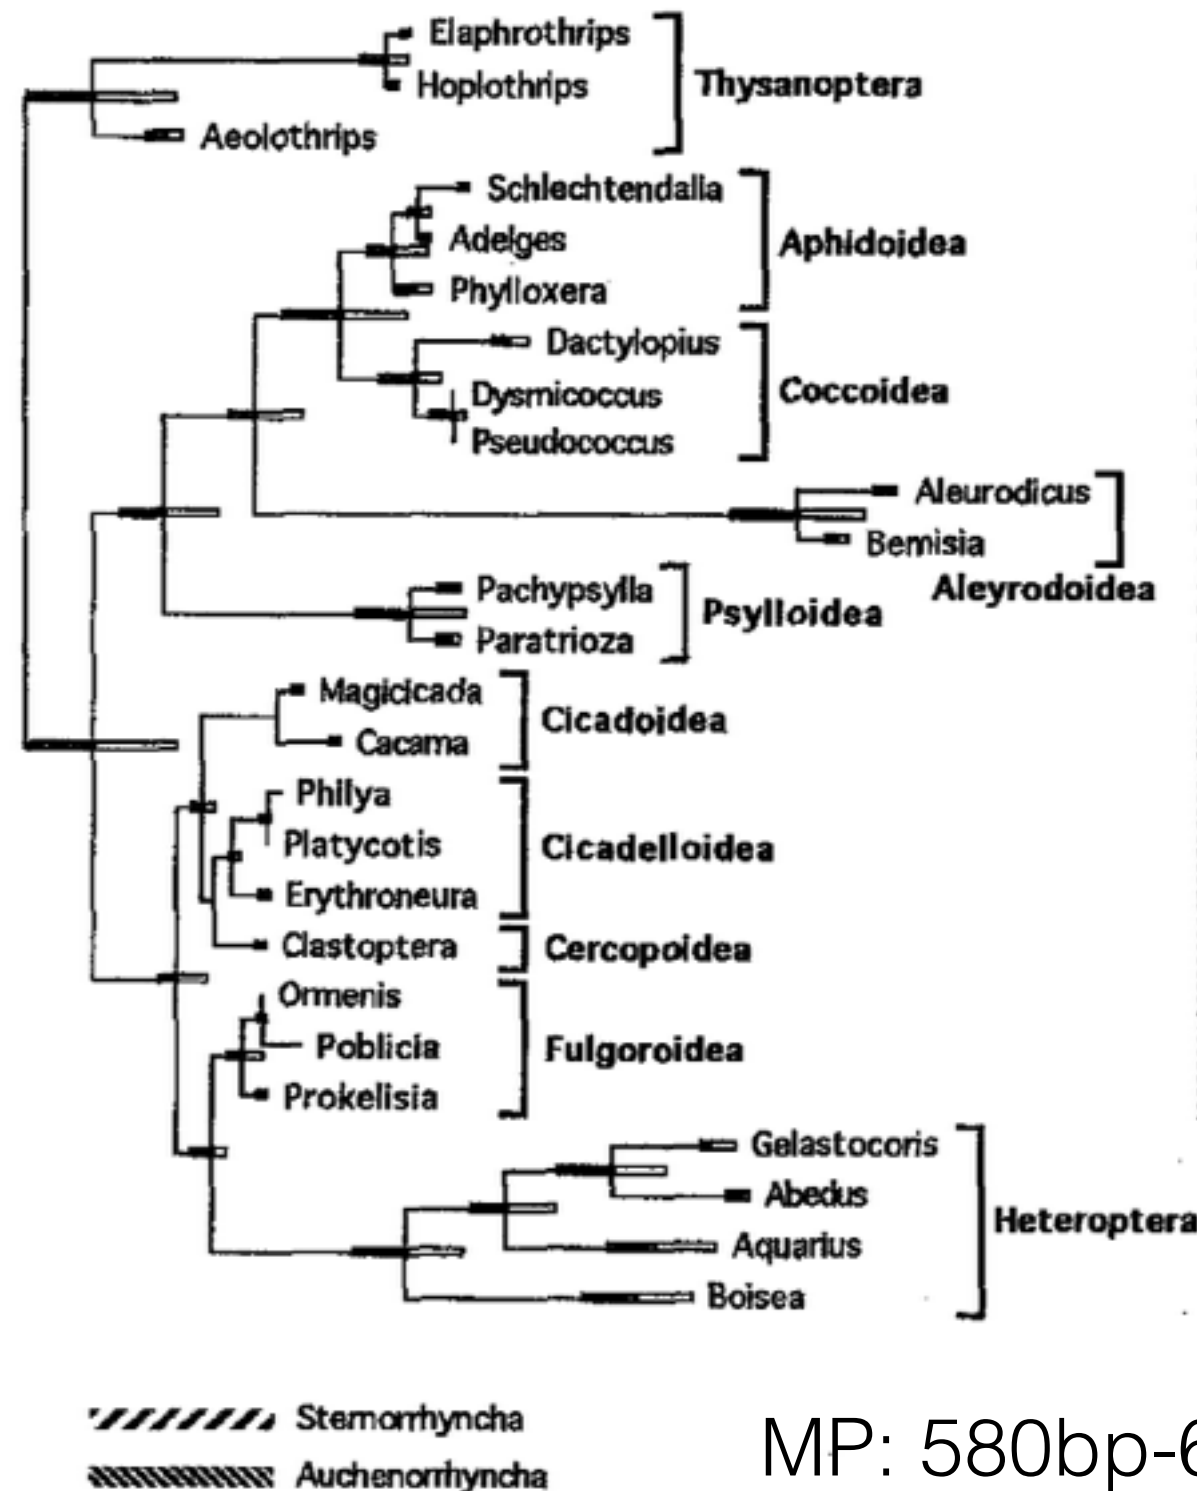 Elaphrothrips
Hoplothrips
Thysanoptera
Aeolothrips
Schlechtendalia
Adelges
Aphidoidea
Phylloxera
Dactylopius
Dysmicoccus
Coccoidea
Pseudococcus
Aleurodicus
Bemisia
Aleyrodoidea
Pachypsylla
Psylloidea
Paratrioza
Magicicada
Cicadoidea
Cacama
Philya
Platycotis
Cicadelloidea
Erythroneura
Clastoptera
Cercopoidea
Ormenis
Poblicia
Fulgoroidea
Prokelisia
Gelastocoris
Abedus
Heteroptera
Aquarius
Boisea
Sternorrhyncha
Auchenorrhyncha
MP: 580bp-6